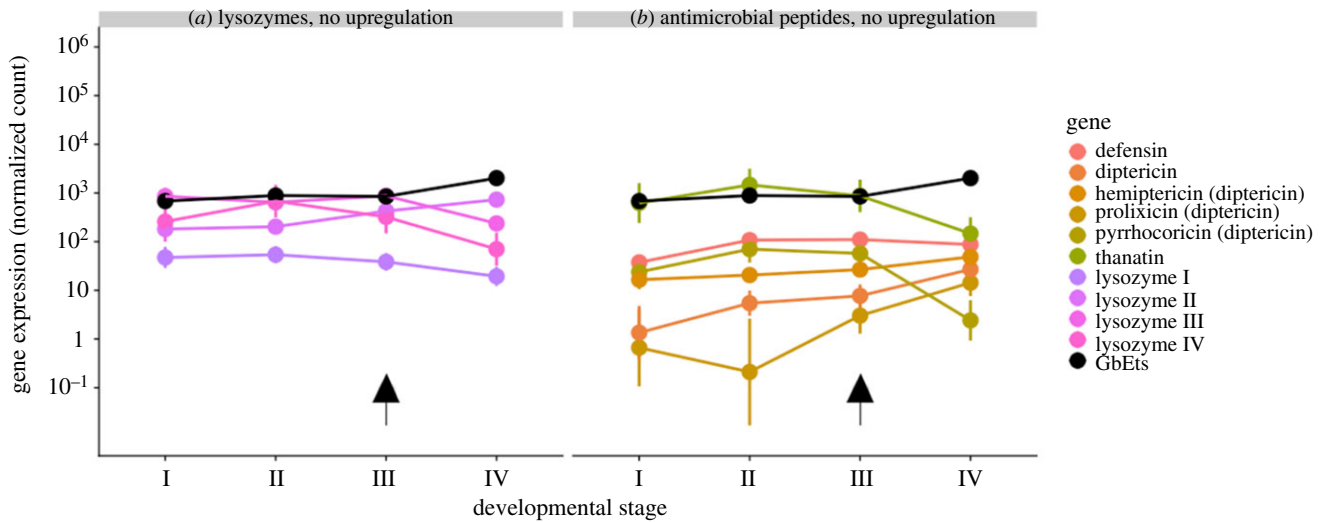 (a) lysozymes, no upregulation
(b) antimicrobial peptides, no upregulation
gene expression (normalized count)
10⁶
10⁵
10⁴
10³
10²
10
1
10⁻¹
I II III IV
I II III IV
developmental stage
gene
defensin
diptericin
hemiptericin (diptericin)
prolixicin (diptericin)
pyrrhocoricin (diptericin)
thanatin
lysozyme I
lysozyme II
lysozyme III
lysozyme IV
GbEts